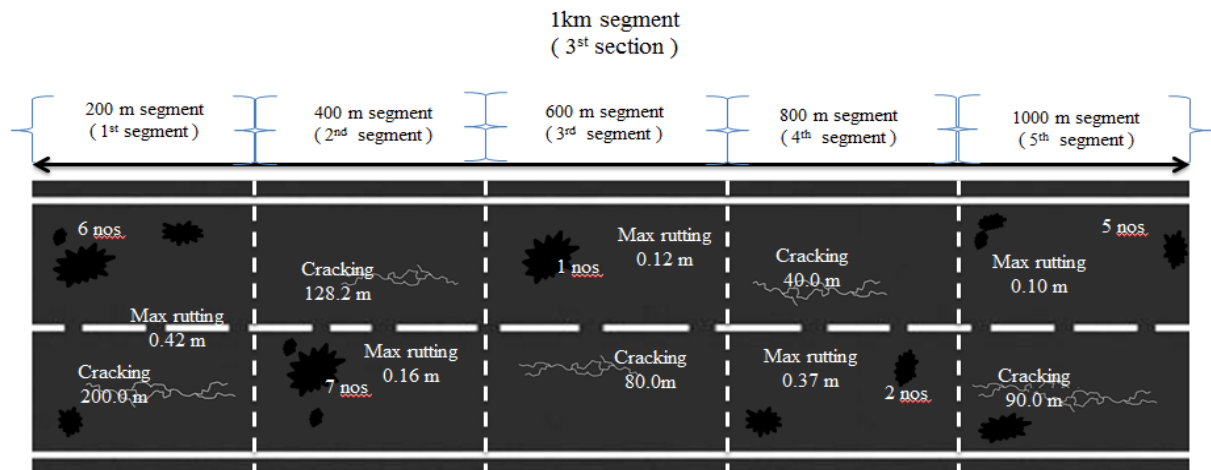 1km segment
( 3st section )
200 m segment
( 1st segment )
400 m segment
( 2nd segment )
600 m segment
( 3rd segment )
800 m segment
( 4th segment )
1000 m segment
( 5th segment )
6 nos
Max rutting
0.42 m
Cracking
200.0 m
Cracking
128.2 m
7 nos
Max rutting
0.16 m
1 nos
Max rutting
0.12 m
Cracking
80.0m
Cracking
40.0 m
Max rutting
0.37 m
2 nos
5 nos
Max rutting
0.10 m
Cracking
90.0 m